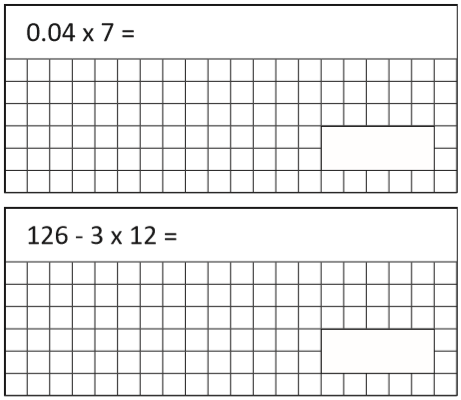 0.04 x 7 =
126 - 3 x 12 =